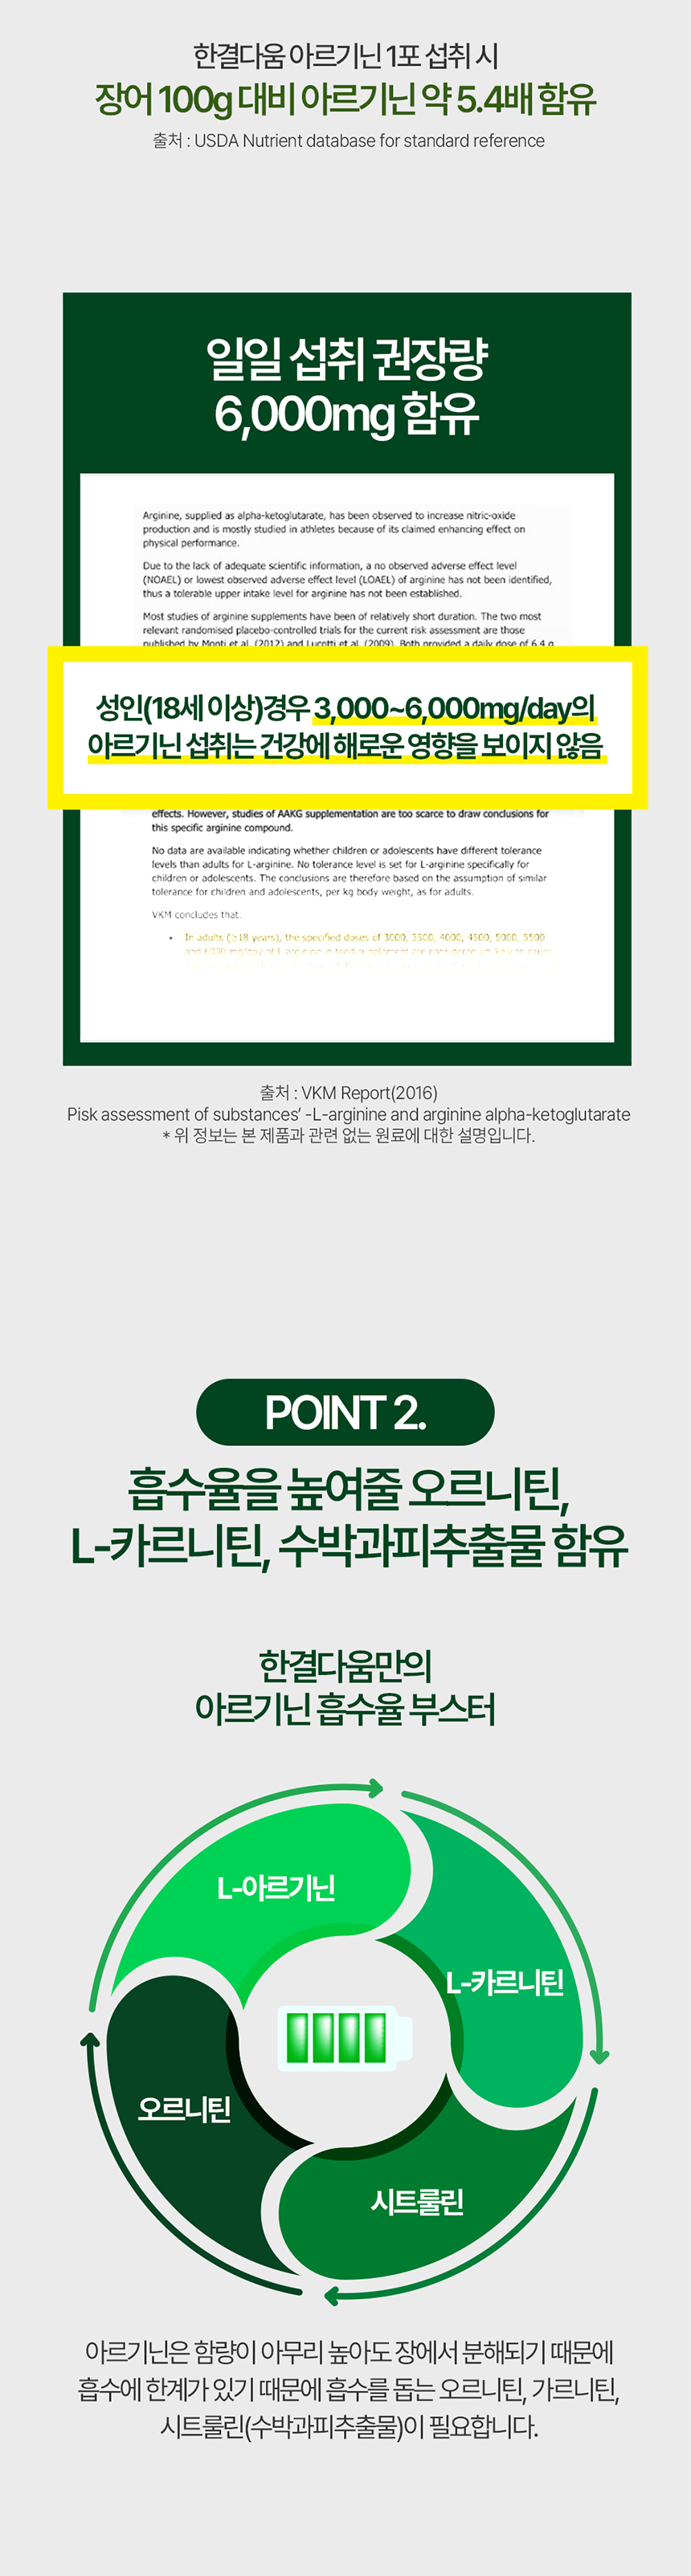 한결다움 아르기닌 1포 섭취 시
장어 100g 대비 아르기닌 약 5.4배 함유
출처 : USDA Nutrient database for standard reference
일일 섭취 권장량
6,000mg 함유
Arginine, supplied as alpha-ketoglutarate, has been observed to increase nitric-oxide
production and is mostly studied in athletes because of its claimed enhancing effect on
physical performance.
Due to the lack of adequate scientific information, a no observed adverse effect level
(NOAEL) or lowest observed adverse effect level (LOAEL) of arginine has not been identified,
thus a tolerable upper intake level for arginine has not been established.
Most studies of arginine supplements have been of relatively short duration. The two most
relevant randomised placebo-controlled trials for the current risk assessment are those
published by Monti et al. (2012) and Lucotti et al. (2009). Both provided a daily dose of 6.4 g
성인(18세 이상)경우 3,000~6,000mg/day의
아르기닌 섭취는 건강에 해로운 영향을 보이지 않음
effects. However, studies of AAKG supplementation are too scarce to draw conclusions for
this specific arginine compound.
No data are available indicating whether children or adolescents have different tolerance
levels than adults for L-arginine. No tolerance level is set for L-arginine specifically for
children or adolescents. The conclusions are therefore based on the assumption of similar
tolerance for children and adolescents, per kg body weight, as for adults.
VKM concludes that:
• In adults (≥18 years), the specified doses of 3000, 3500, 4000, 4500, 5000, 5500
and 6000 mg/day of L-arginine in food supplement are considered unlikely to cause
출처 : VKM Report(2016)
Pisk assessment of substances’ -L-arginine and arginine alpha-ketoglutarate
* 위 정보는 본 제품과 관련 없는 원료에 대한 설명입니다.
POINT 2.
흡수율을 높여줄 오르니틴,
L-카르니틴, 수박과피추출물 함유
한결다움만의
아르기닌 흡수율 부스터
L-아르기닌
L-카르니틴
오르니틴
시트룰린
아르기닌은 함량이 아무리 높아도 장에서 분해되기 때문에
흡수에 한계가 있기 때문에 흡수를 돕는 오르니틴, 가르니틴,
시트룰린(수박과피추출물)이 필요합니다.